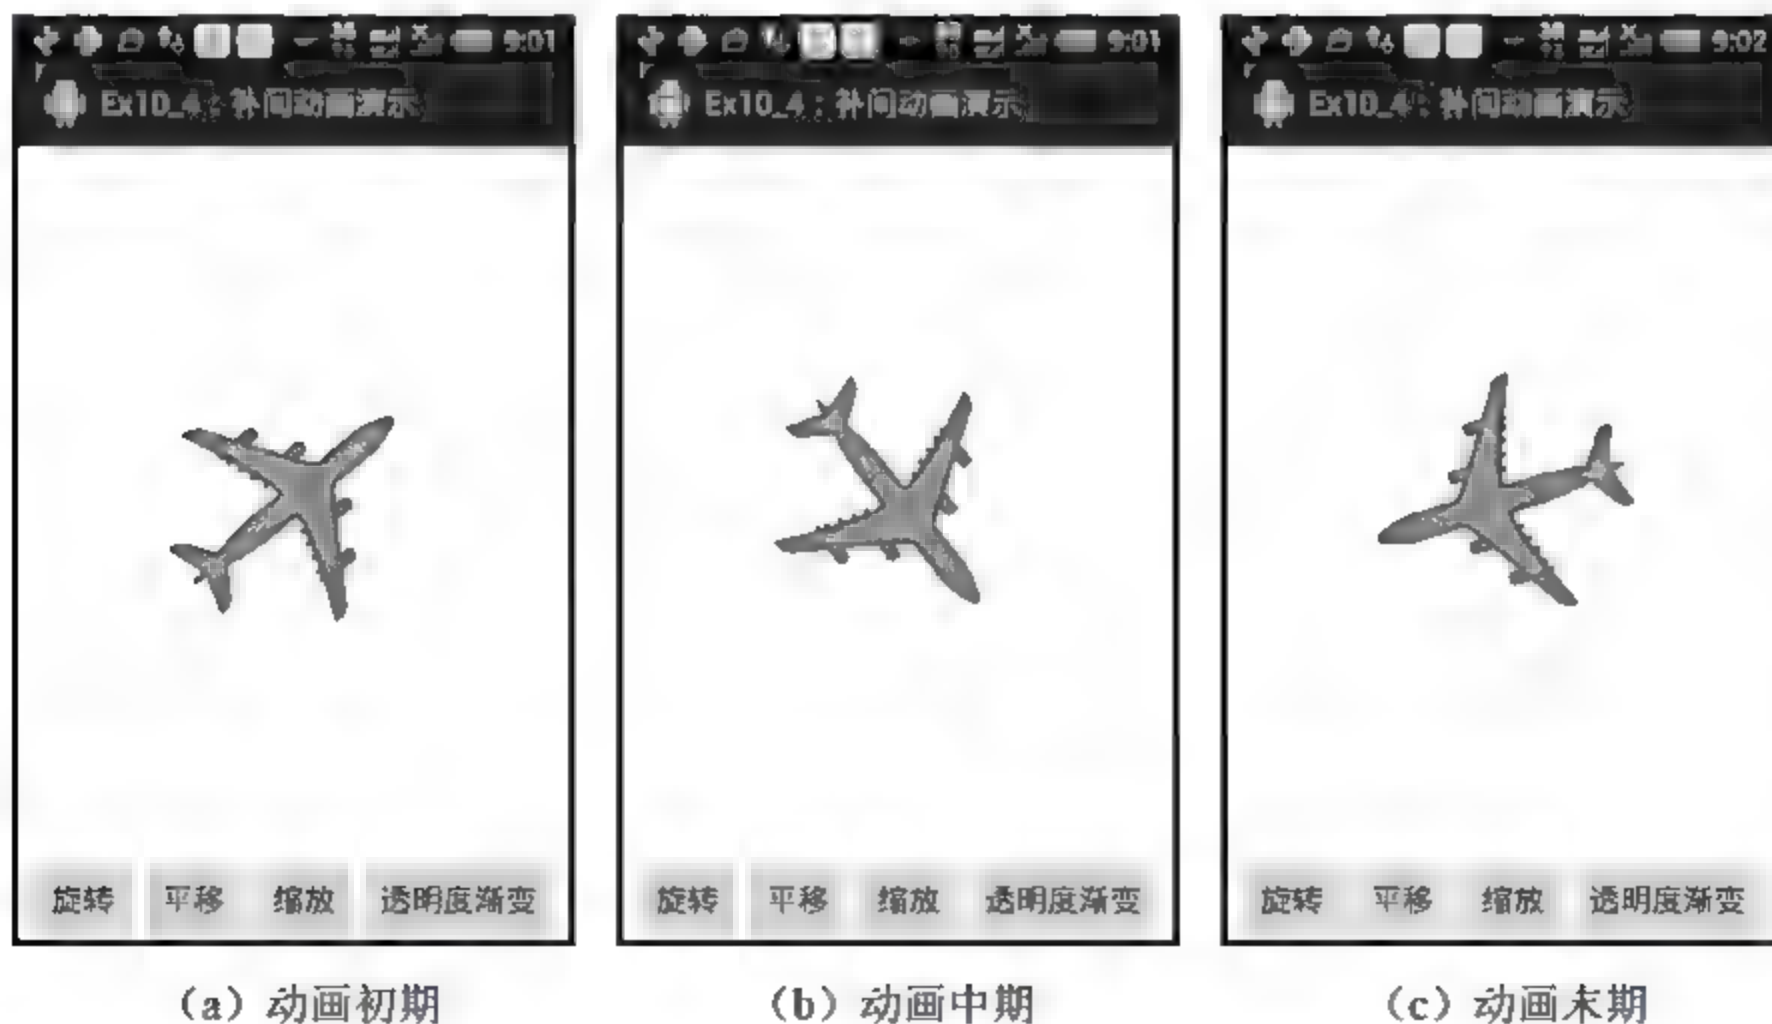 9:01
Ex10_4：补间动画演示
旋转 平移 缩放 透明度渐变
(a) 动画初期
9:01
Ex10_4：补间动画演示
旋转 平移 缩放 透明度渐变
(b) 动画中期
9:02
Ex10_4：补间动画演示
旋转 平移 缩放 透明度渐变
(c) 动画末期